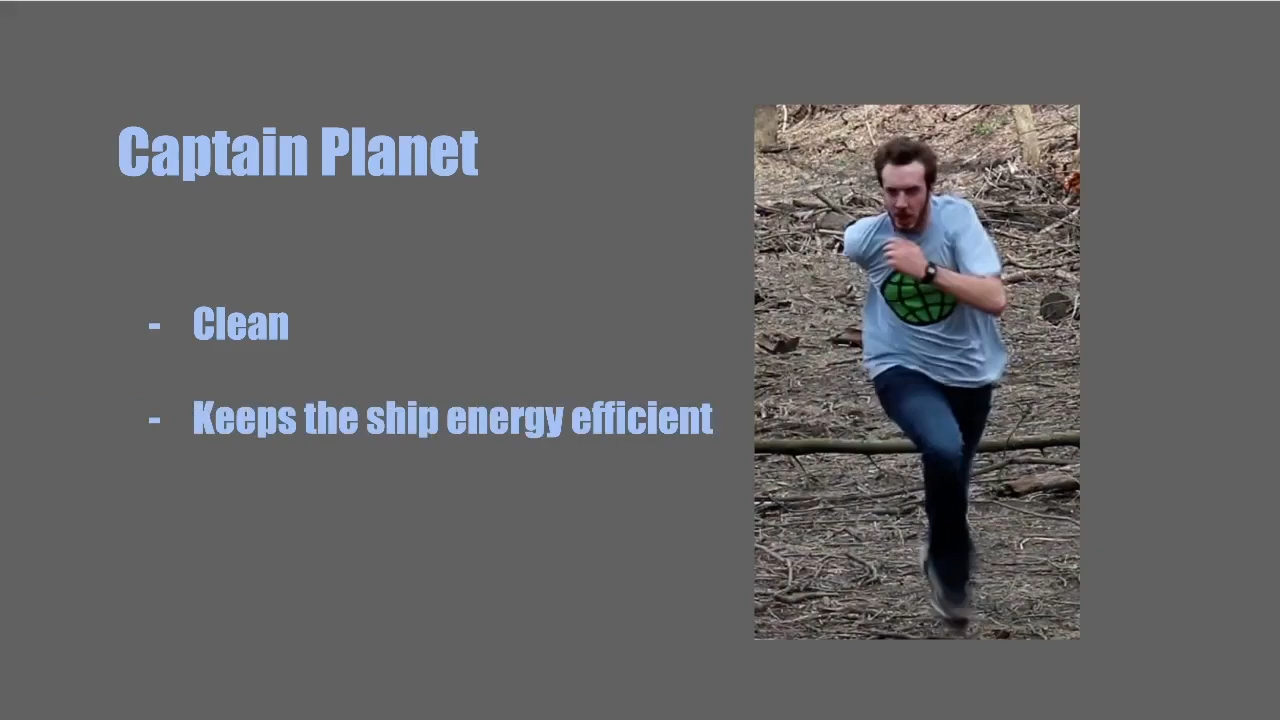 Captain Planet
- Clean
- Keeps the ship energy efficient